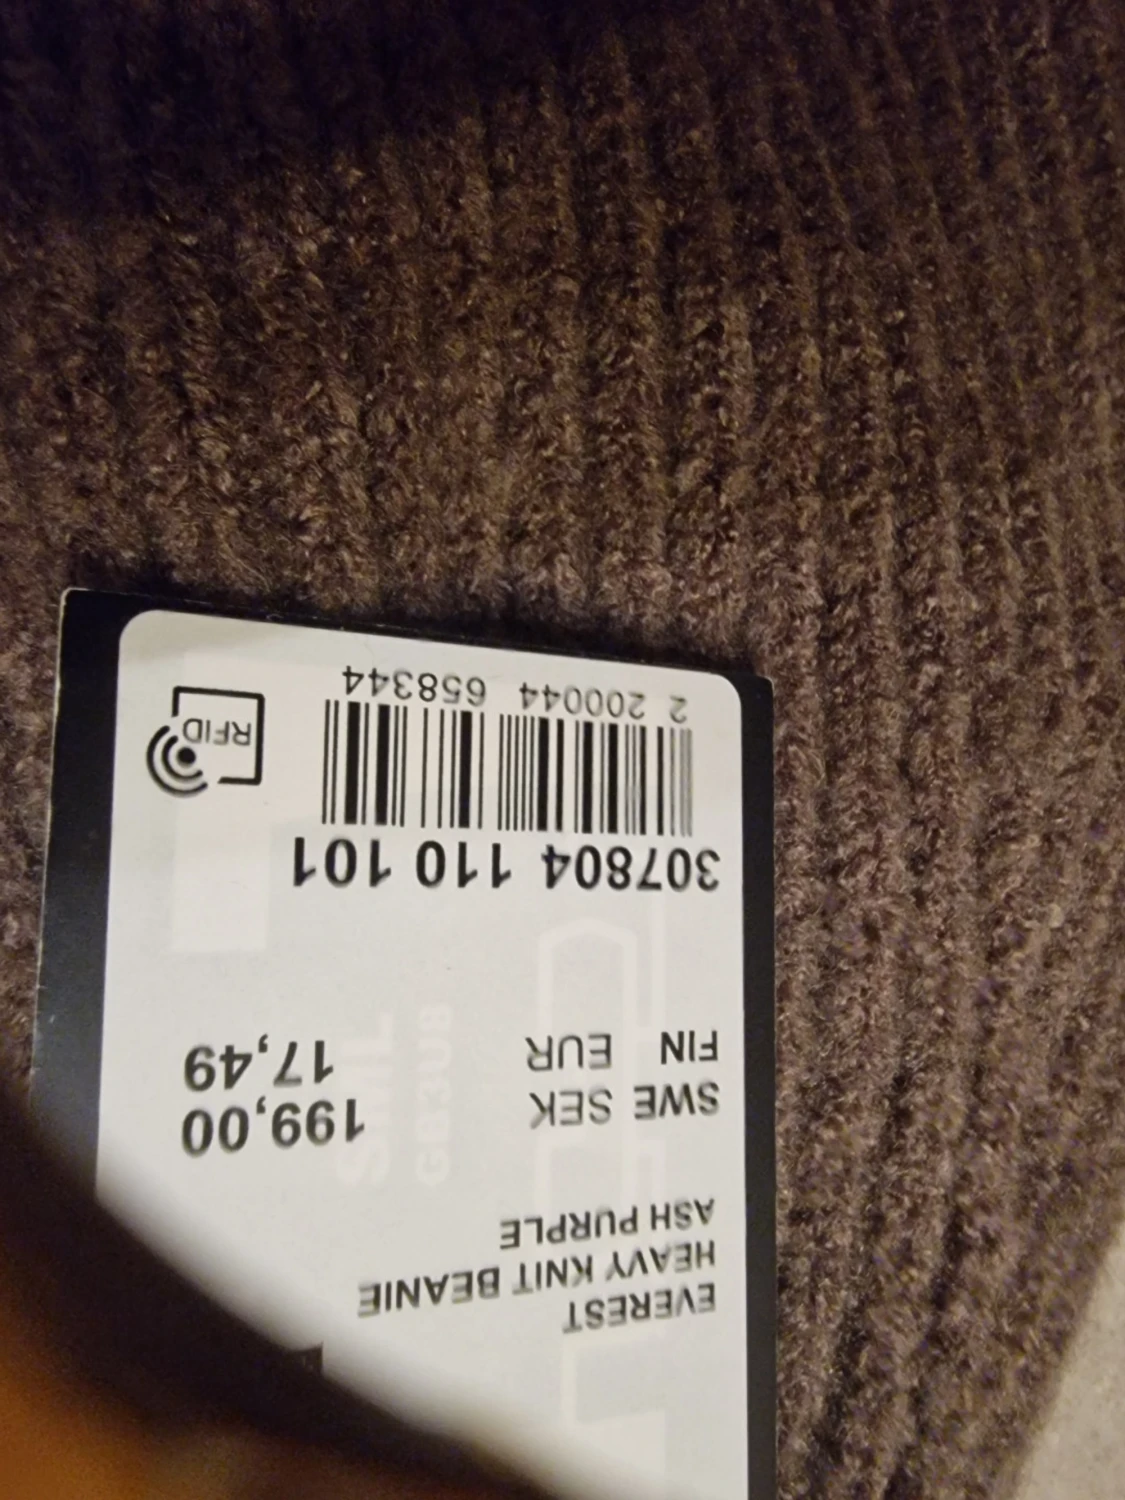 EVEREST
HEAVY KNIT BEANIE
ASH PURPLE
SWE SEK 199,00
FIN EUR 17,49
307804 110 101
2 200044 658344
RFID